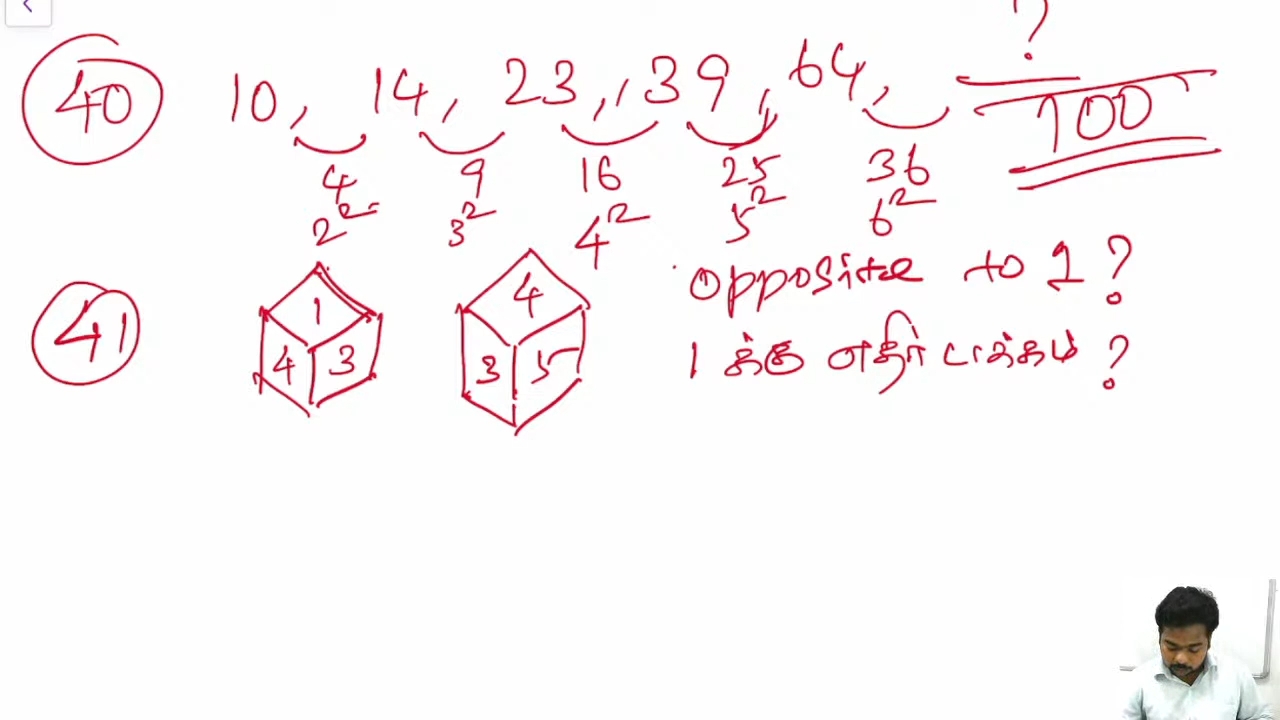 ?
40 10, 14, 23, 39, 64, 100
4 9 16 25 36
2² 3² 4² 5² 6²
41 1 4 3 4 3 5 opposite to 1 ?
1 க்கு எதிர் பக்கம் ?